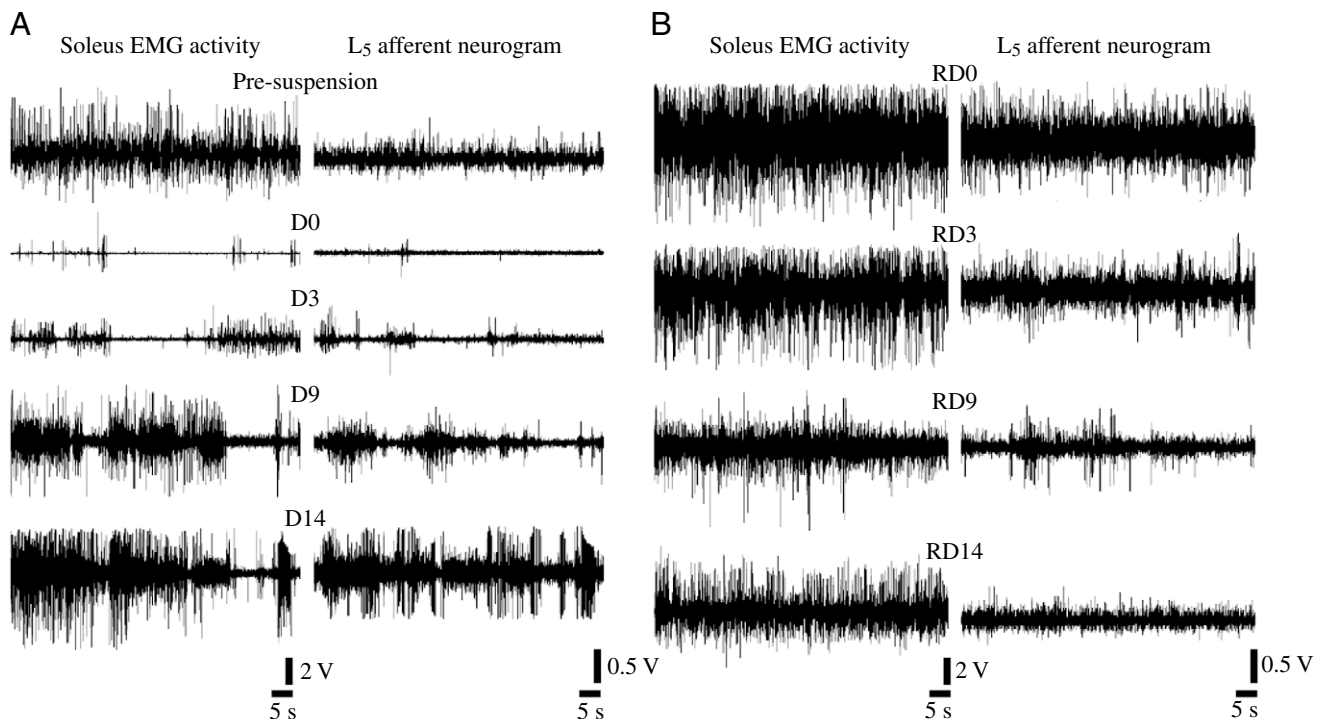 A
Soleus EMG activity
L₅ afferent neurogram
Pre-suspension
D0
D3
D9
D14
2 V
5 s
0.5 V
5 s
B
Soleus EMG activity
L₅ afferent neurogram
RD0
RD3
RD9
RD14
2 V
5 s
0.5 V
5 s